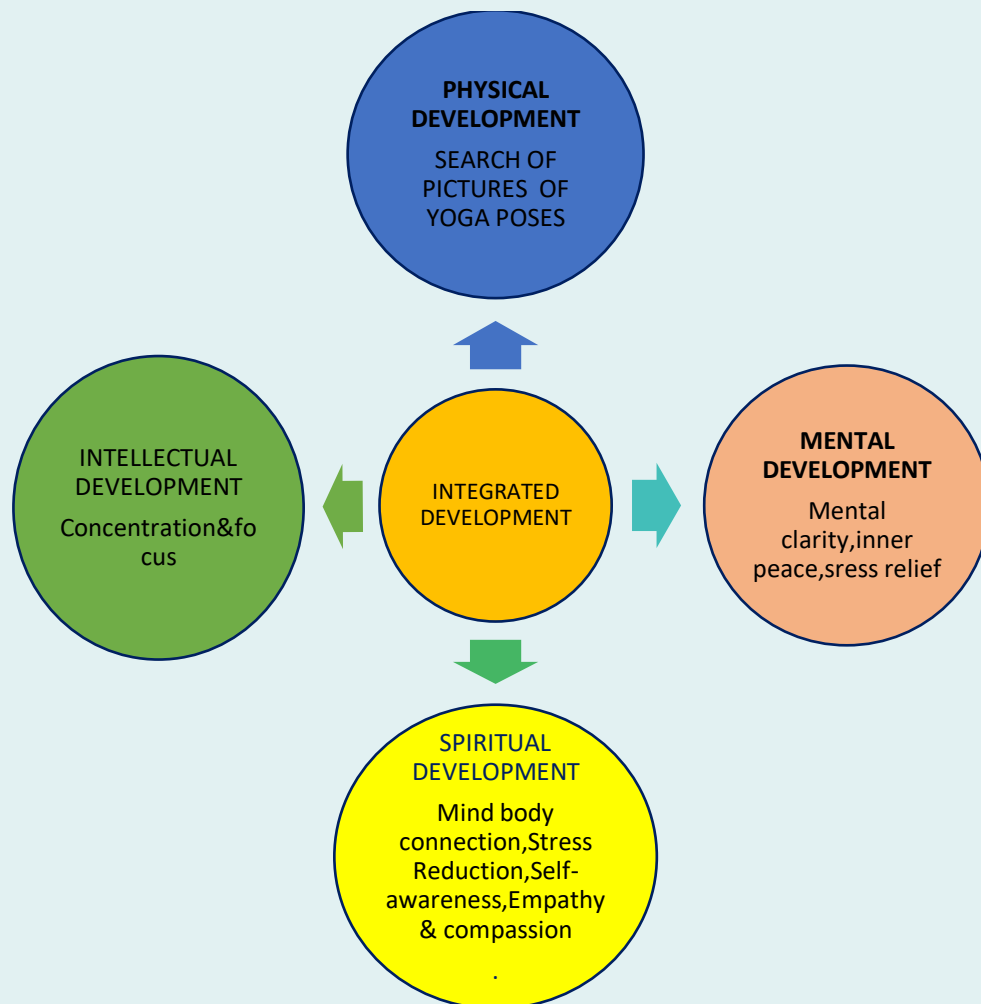 PHYSICAL
DEVELOPMENT
SEARCH OF
PICTURES OF
YOGA POSES
INTELLECTUAL
DEVELOPMENT
Concentration&fo
cus
INTEGRATED
DEVELOPMENT
MENTAL
DEVELOPMENT
Mental
clarity,inner
peace,sress relief
SPIRITUAL
DEVELOPMENT
Mind body
connection,Stress
Reduction,Self-
awareness,Empathy
& compassion
.